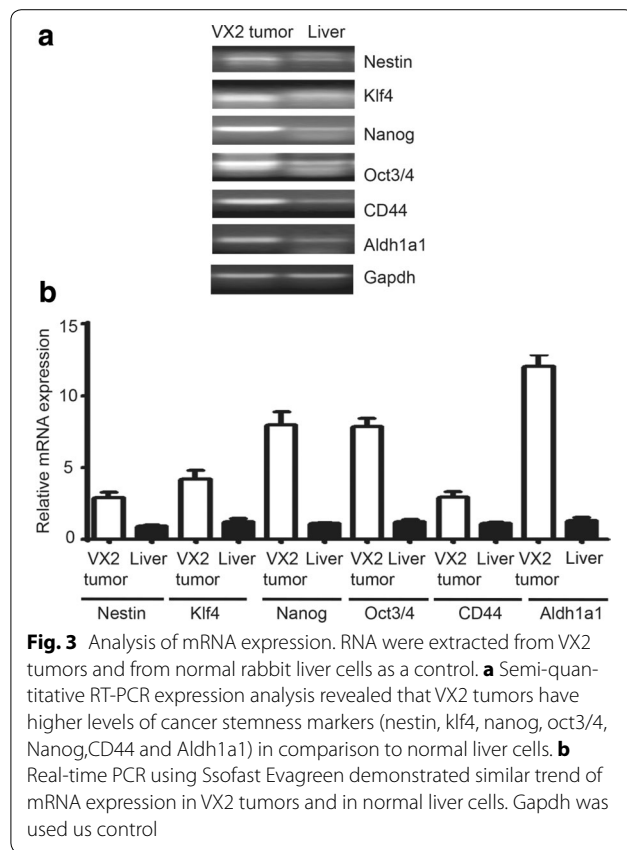 a
VX2 tumor Liver
Nestin
Klf4
Nanog
Oct3/4
CD44
Aldh1a1
Gapdh
b
Relative mRNA expression
15
10
5
0
VX2 Liver VX2 Liver VX2 Liver VX2 Liver VX2 Liver VX2 Liver
tumor tumor tumor tumor tumor tumor
Nestin Klf4 Nanog Oct3/4 CD44 Aldh1a1
Fig. 3 Analysis of mRNA expression. RNA were extracted from VX2
tumors and from normal rabbit liver cells as a control. a Semi-quan-
titative RT-PCR expression analysis revealed that VX2 tumors have
higher levels of cancer stemness markers (nestin, klf4, nanog, oct3/4,
Nanog,CD44 and Aldh1a1) in comparison to normal liver cells. b
Real-time PCR using Ssofast Evagreen demonstrated similar trend of
mRNA expression in VX2 tumors and in normal liver cells. Gapdh was
used us control